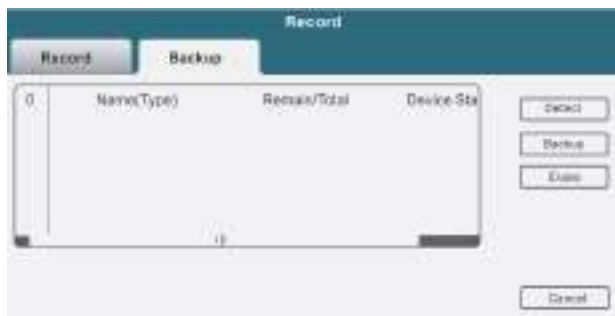 Record
Record
Backup
0 Name(Type) Remain/Total Device Sta
Detect
Backup
Erase
Cancel